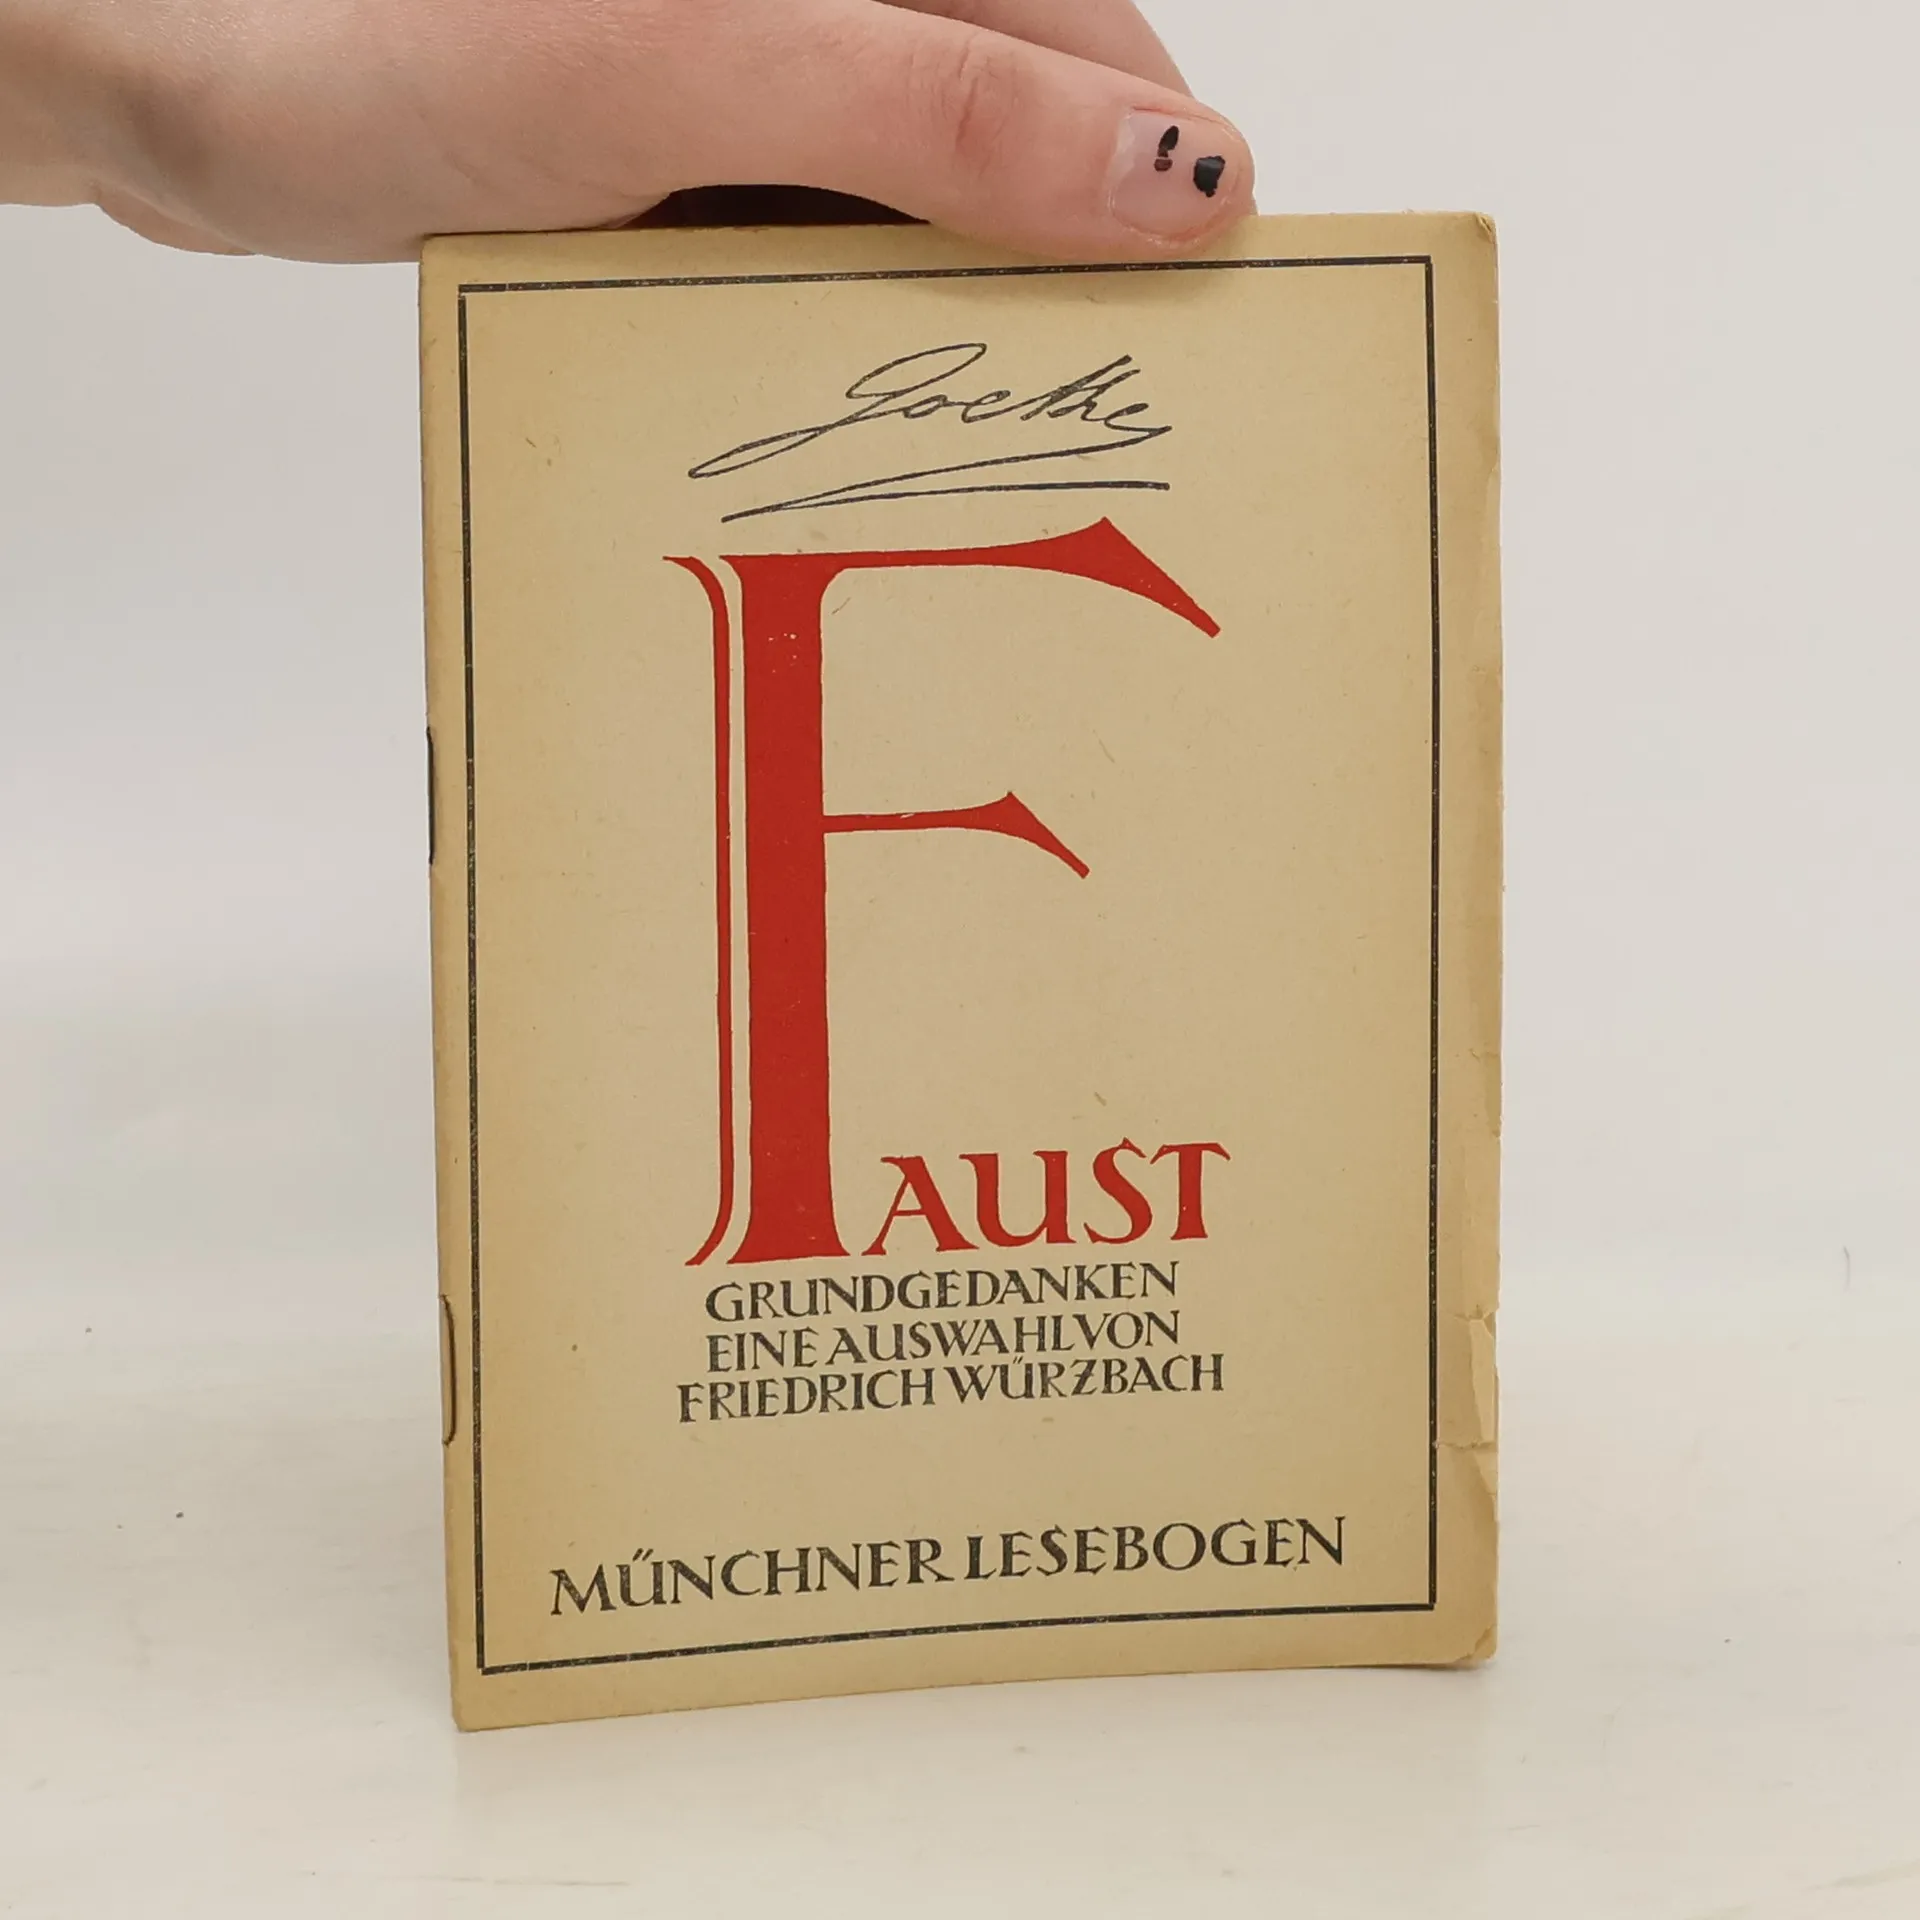 Goethe
FAUST
GRUNDGEDANKEN
EINE AUSWAHL VON
FRIEDRICH WÜRZBACH
MÜNCHNER LESEBOGEN